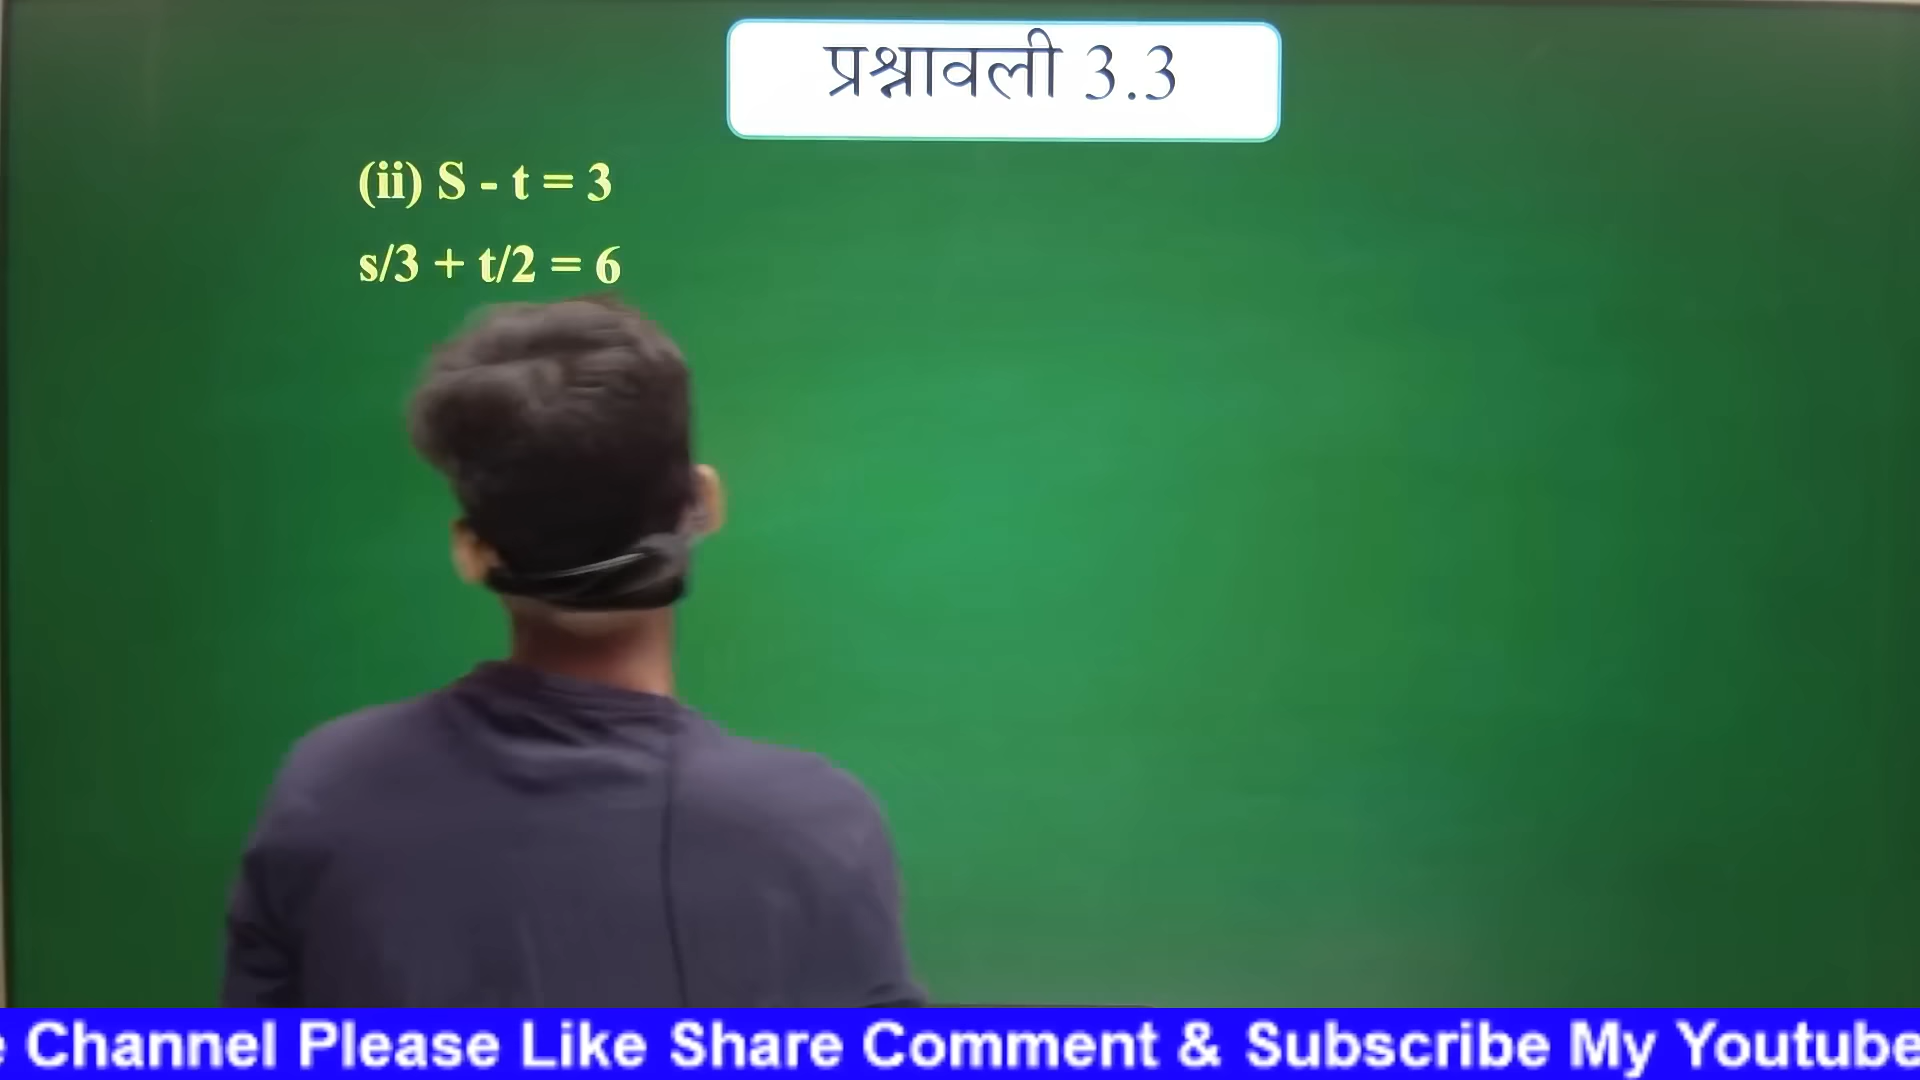 प्रश्नावली 3.3
(ii) S - t = 3
s/3 + t/2 = 6
Channel Please Like Share Comment & Subscribe My Youtube